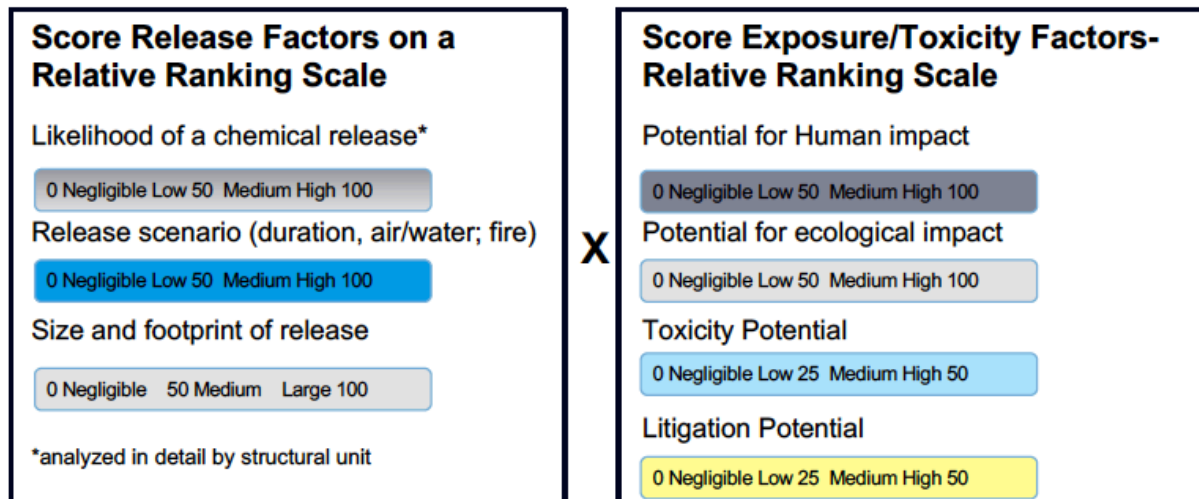 Score Release Factors on a
Relative Ranking Scale
Likelihood of a chemical release*
0 Negligible Low 50 Medium High 100
Release scenario (duration, air/water; fire)
0 Negligible Low 50 Medium High 100
Size and footprint of release
0 Negligible 50 Medium Large 100
*analyzed in detail by structural unit
X
Score Exposure/Toxicity Factors-
Relative Ranking Scale
Potential for Human impact
0 Negligible Low 50 Medium High 100
Potential for ecological impact
0 Negligible Low 50 Medium High 100
Toxicity Potential
0 Negligible Low 25 Medium High 50
Litigation Potential
0 Negligible Low 25 Medium High 50